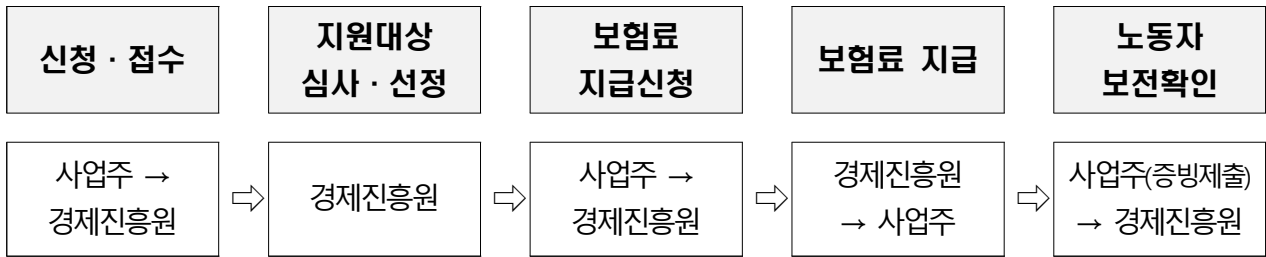 신청 · 접수
지원대상
심사 · 선정
보험료
지급신청
보험료 지급
노동자
보전확인
사업주 →
경제진흥원
⇨
경제진흥원
⇨
사업주 →
경제진흥원
⇨
경제진흥원
→ 사업주
⇨
사업주(증빙제출)
→ 경제진흥원